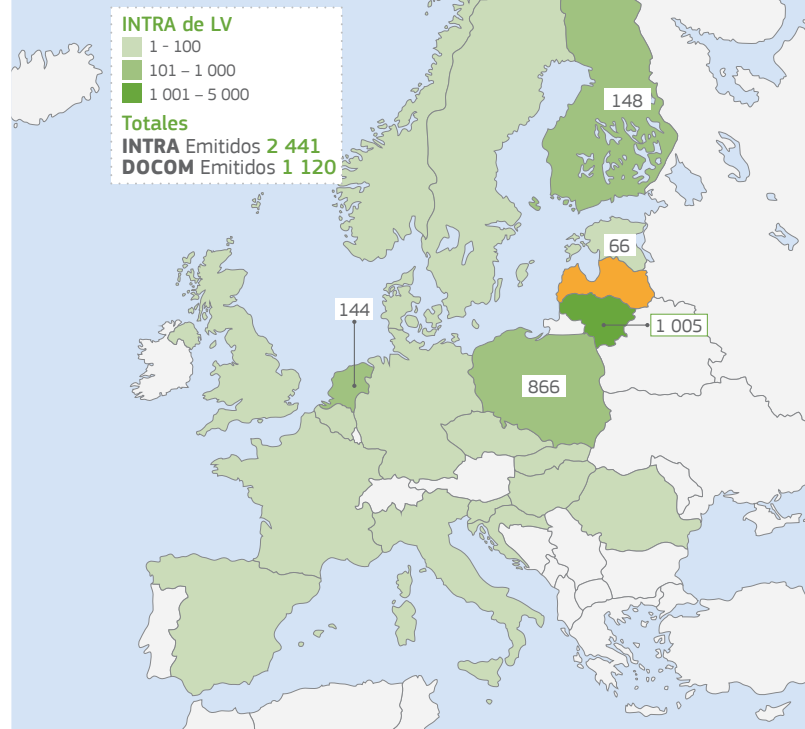 INTRA de LV
1 - 100
101 – 1 000
1 001 – 5 000
Totales
INTRA Emitidos 2 441
DOCOM Emitidos 1 120
148
66
144
1 005
866